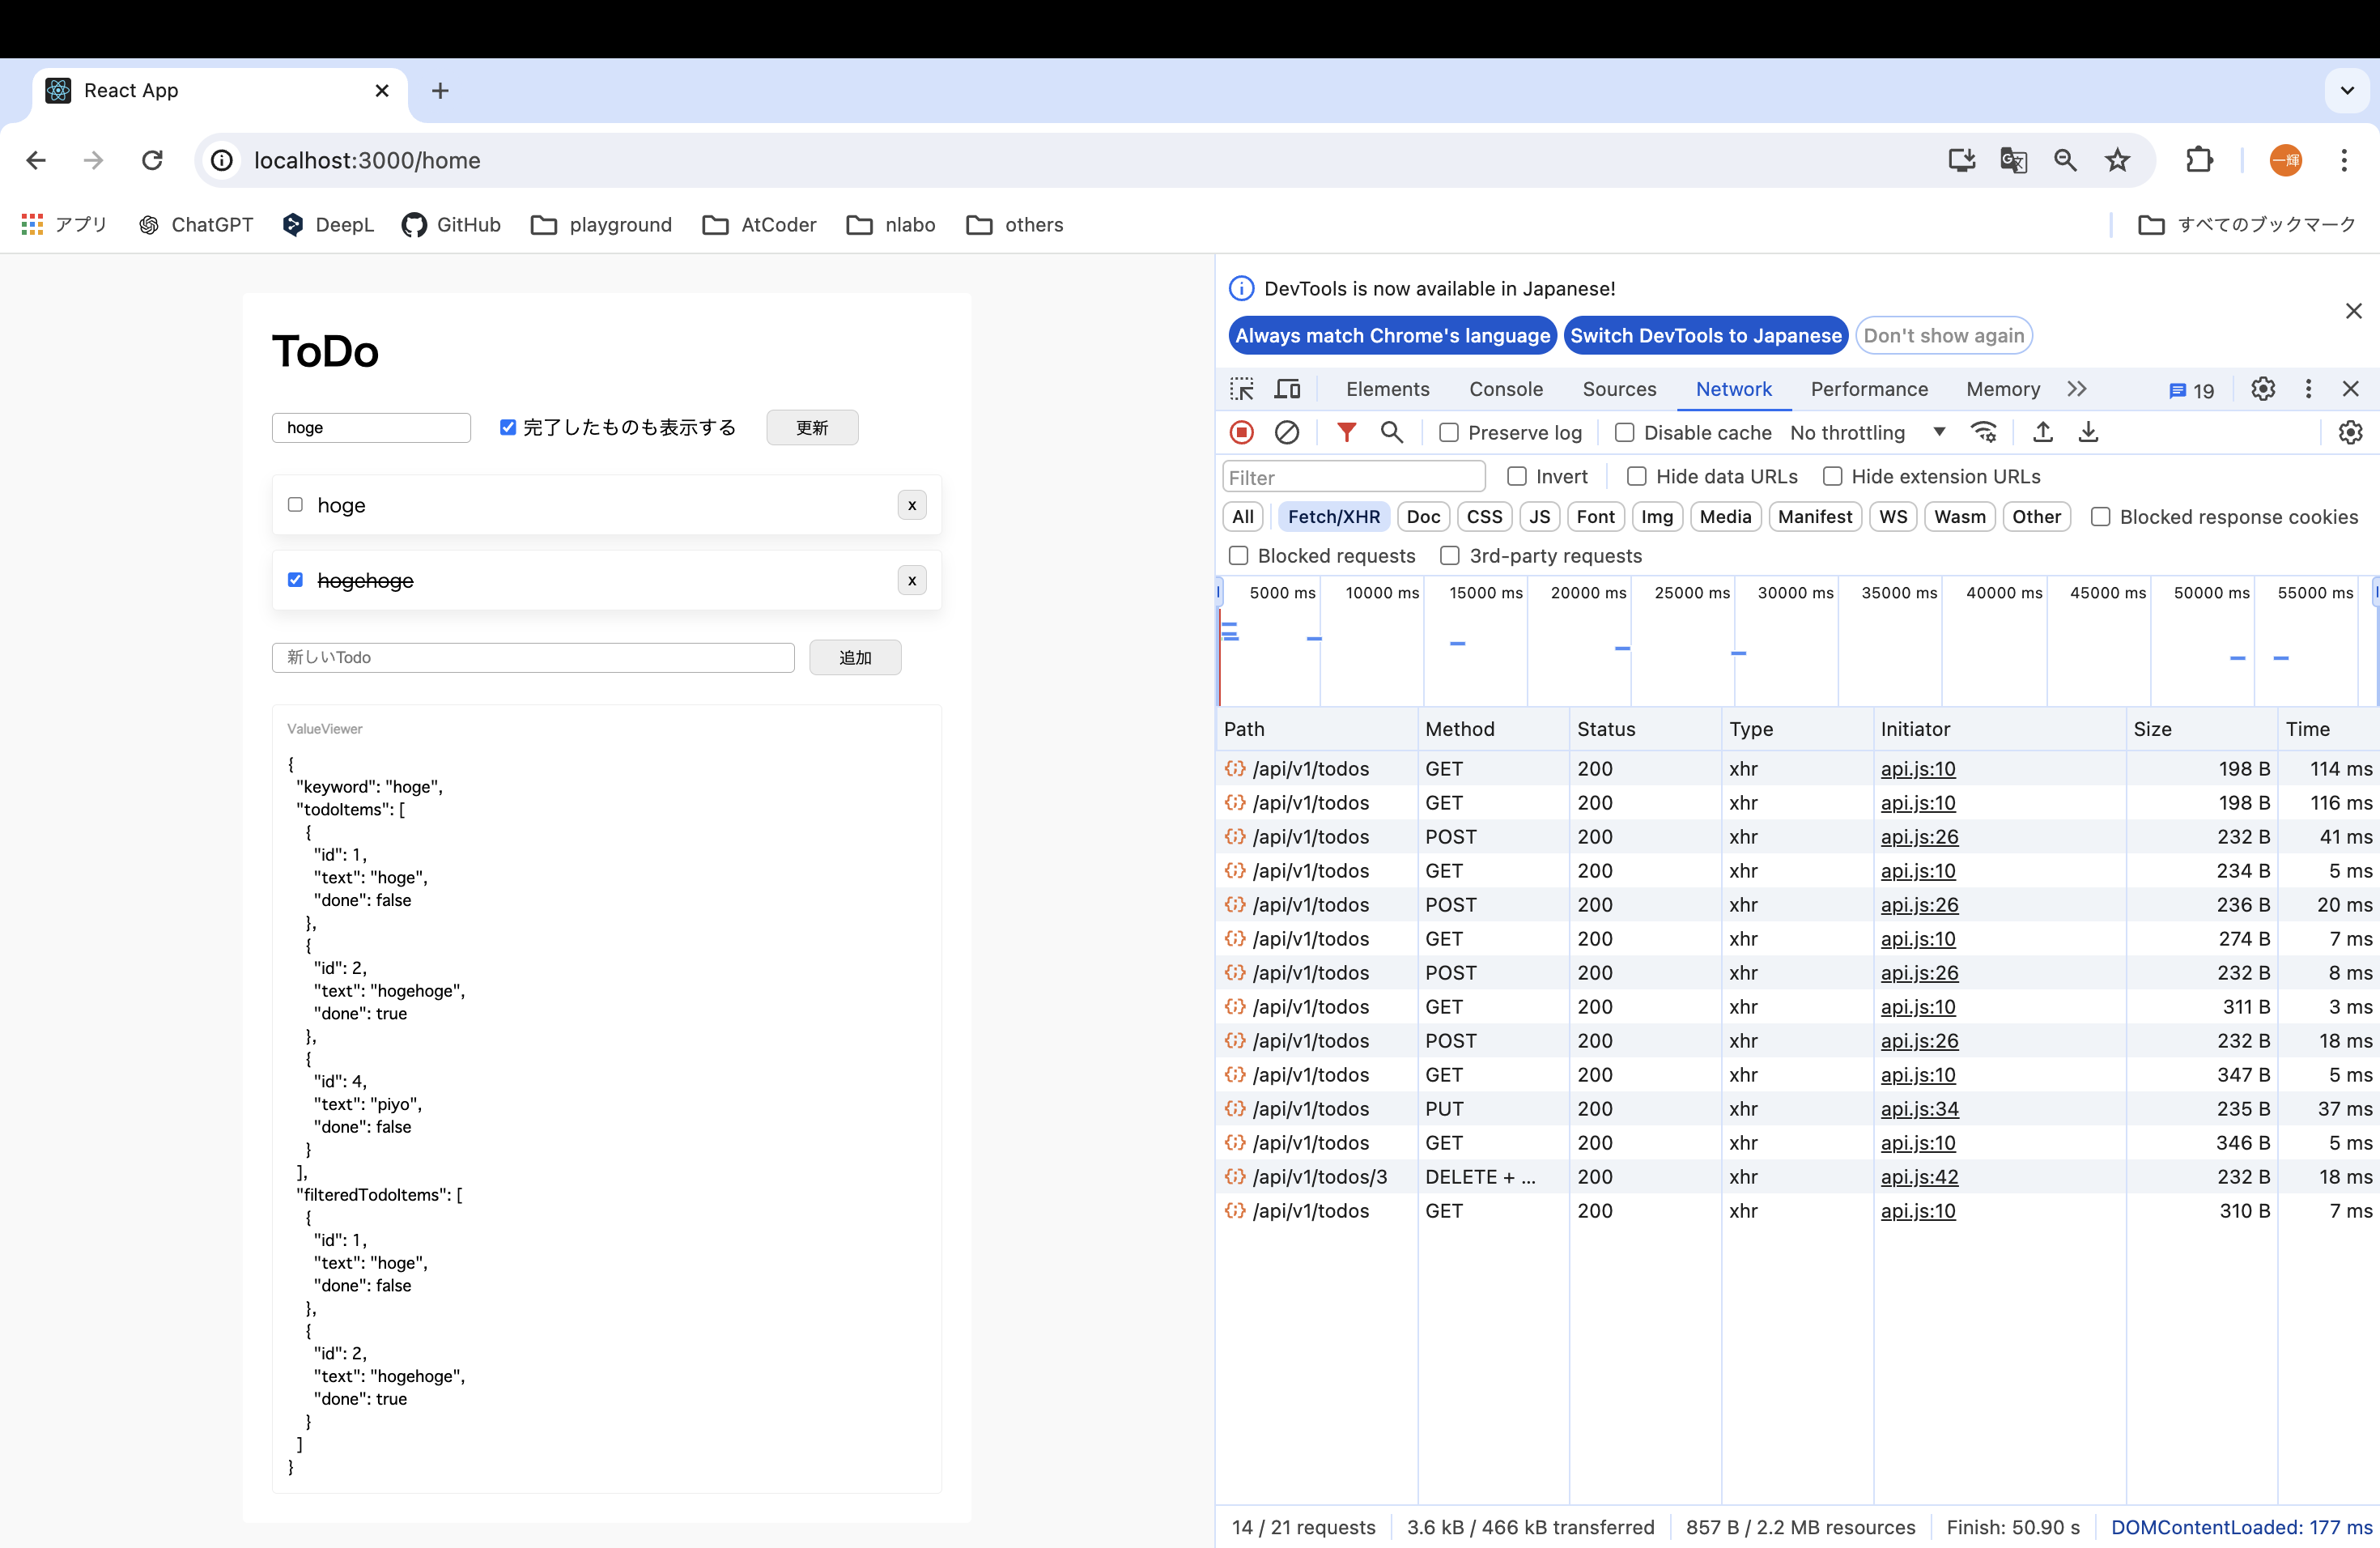 React App
localhost:3000/home
一輝
アプリ ChatGPT DeepL GitHub playground AtCoder nlabo others すべてのブックマーク
ToDo
hoge 完了したものも表示する 更新
hoge x
hogehoge x
新しいTodo 追加
ValueViewer
{
"keyword": "hoge",
"todoItems": [
{
"id": 1,
"text": "hoge",
"done": false
},
{
"id": 2,
"text": "hogehoge",
"done": true
},
{
"id": 4,
"text": "piyo",
"done": false
}
],
"filteredTodoItems": [
{
"id": 1,
"text": "hoge",
"done": false
},
{
"id": 2,
"text": "hogehoge",
"done": true
}
]
}
DevTools is now available in Japanese!
Always match Chrome's language Switch DevTools to Japanese Don't show again
Elements Console Sources Network Performance Memory 19
Preserve log Disable cache No throttling
Filter Invert Hide data URLs Hide extension URLs
All Fetch/XHR Doc CSS JS Font Img Media Manifest WS Wasm Other Blocked response cookies
Blocked requests 3rd-party requests
5000 ms 10000 ms 15000 ms 20000 ms 25000 ms 30000 ms 35000 ms 40000 ms 45000 ms 50000 ms 55000 ms
Path Method Status Type Initiator Size Time
/api/v1/todos GET 200 xhr api.js:10 198 B 114 ms
/api/v1/todos GET 200 xhr api.js:10 198 B 116 ms
/api/v1/todos POST 200 xhr api.js:26 232 B 41 ms
/api/v1/todos GET 200 xhr api.js:10 234 B 5 ms
/api/v1/todos POST 200 xhr api.js:26 236 B 20 ms
/api/v1/todos GET 200 xhr api.js:10 274 B 7 ms
/api/v1/todos POST 200 xhr api.js:26 232 B 8 ms
/api/v1/todos GET 200 xhr api.js:10 311 B 3 ms
/api/v1/todos POST 200 xhr api.js:26 232 B 18 ms
/api/v1/todos GET 200 xhr api.js:10 347 B 5 ms
/api/v1/todos PUT 200 xhr api.js:34 235 B 37 ms
/api/v1/todos GET 200 xhr api.js:10 346 B 5 ms
/api/v1/todos/3 DELETE + ... 200 xhr api.js:42 232 B 18 ms
/api/v1/todos GET 200 xhr api.js:10 310 B 7 ms
14 / 21 requests 3.6 kB / 466 kB transferred 857 B / 2.2 MB resources Finish: 50.90 s DOMContentLoaded: 177 ms